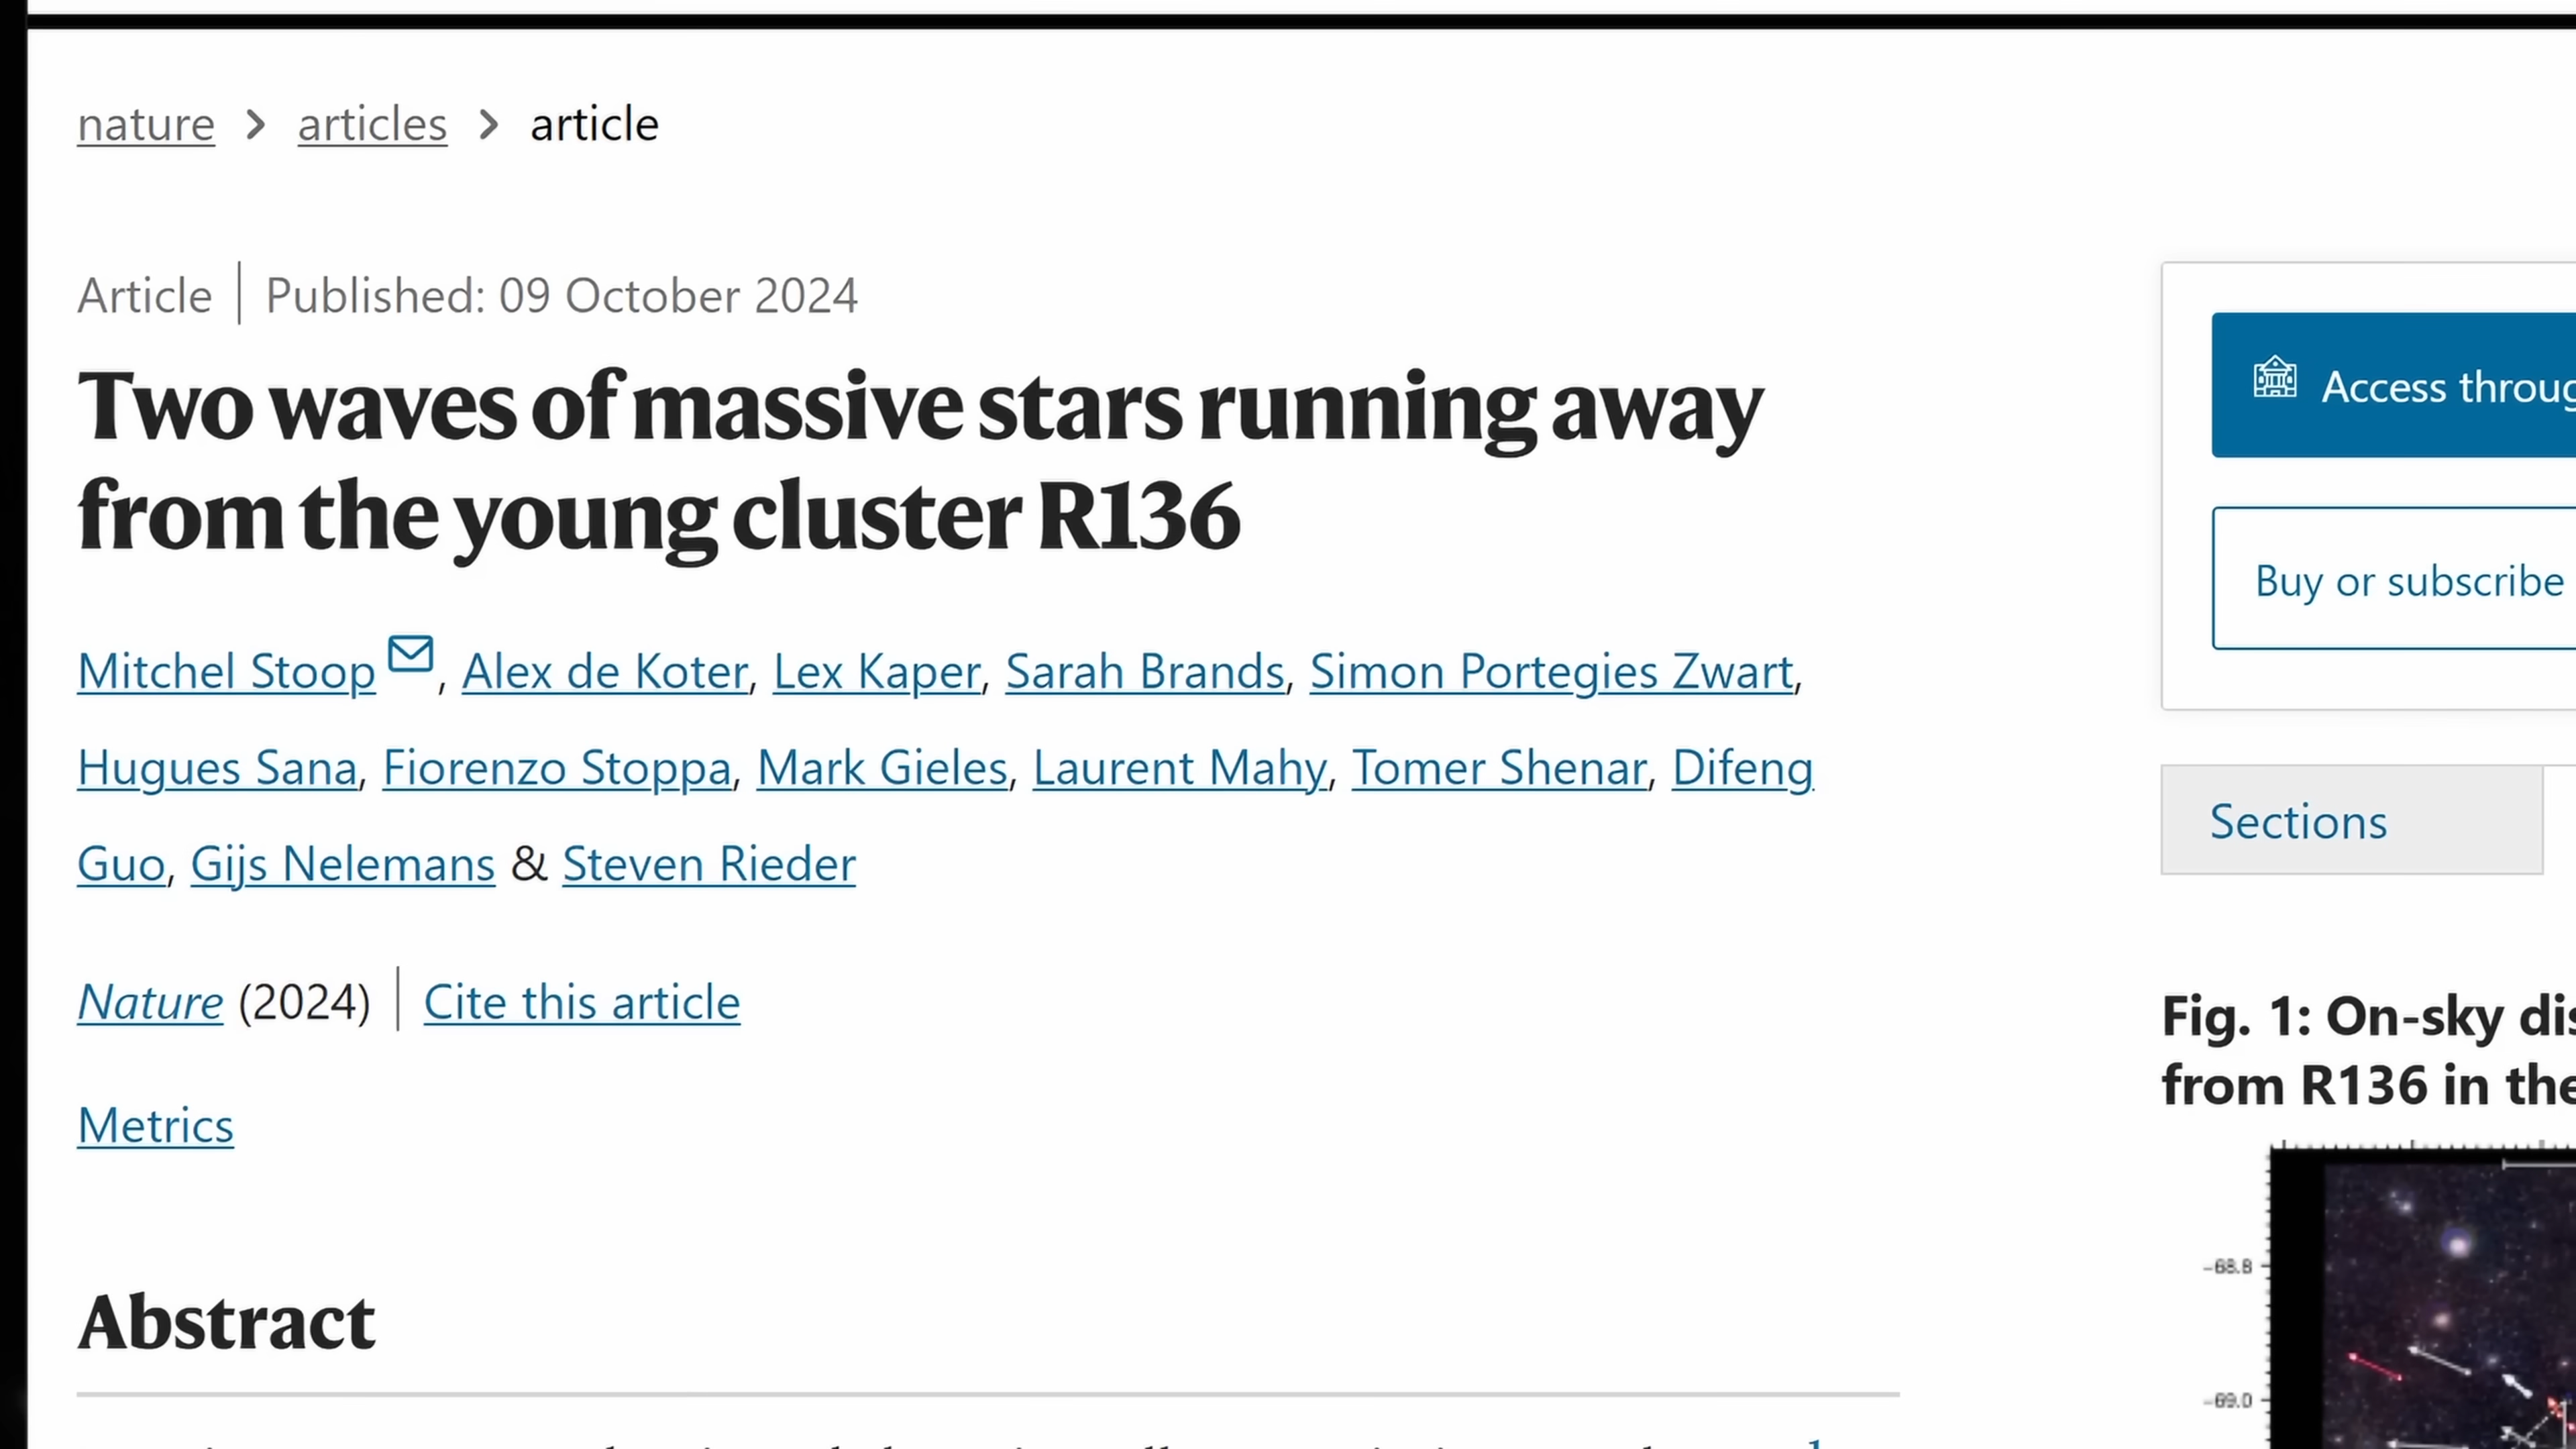 nature > articles > article
Article | Published: 09 October 2024
Two waves of massive stars running away
from the young cluster R136
Mitchel Stoop, Alex de Koter, Lex Kaper, Sarah Brands, Simon Portegies Zwart,
Hugues Sana, Fiorenzo Stoppa, Mark Gieles, Laurent Mahy, Tomer Shenar, Difeng
Guo, Gijs Nelemans & Steven Rieder
Nature (2024) | Cite this article
Metrics
Abstract
Access
Buy or subscribe
Sections
Fig. 1: On-sky
from R136 in
-68.8
-69.0